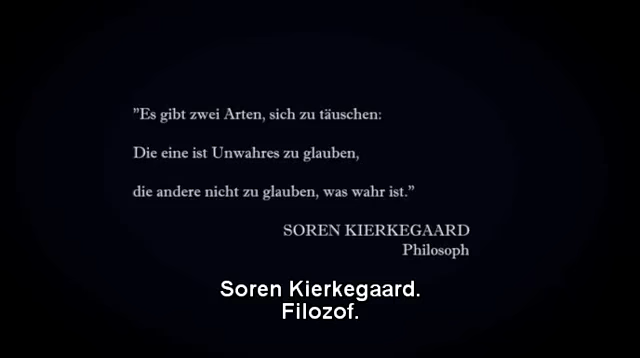 "Es gibt zwei Arten, sich zu täuschen:
Die eine ist Unwahres zu glauben,
die andere nicht zu glauben, was wahr ist."
SOREN KIERKEGAARD
Philosoph
Soren Kierkegaard.
Filozof.